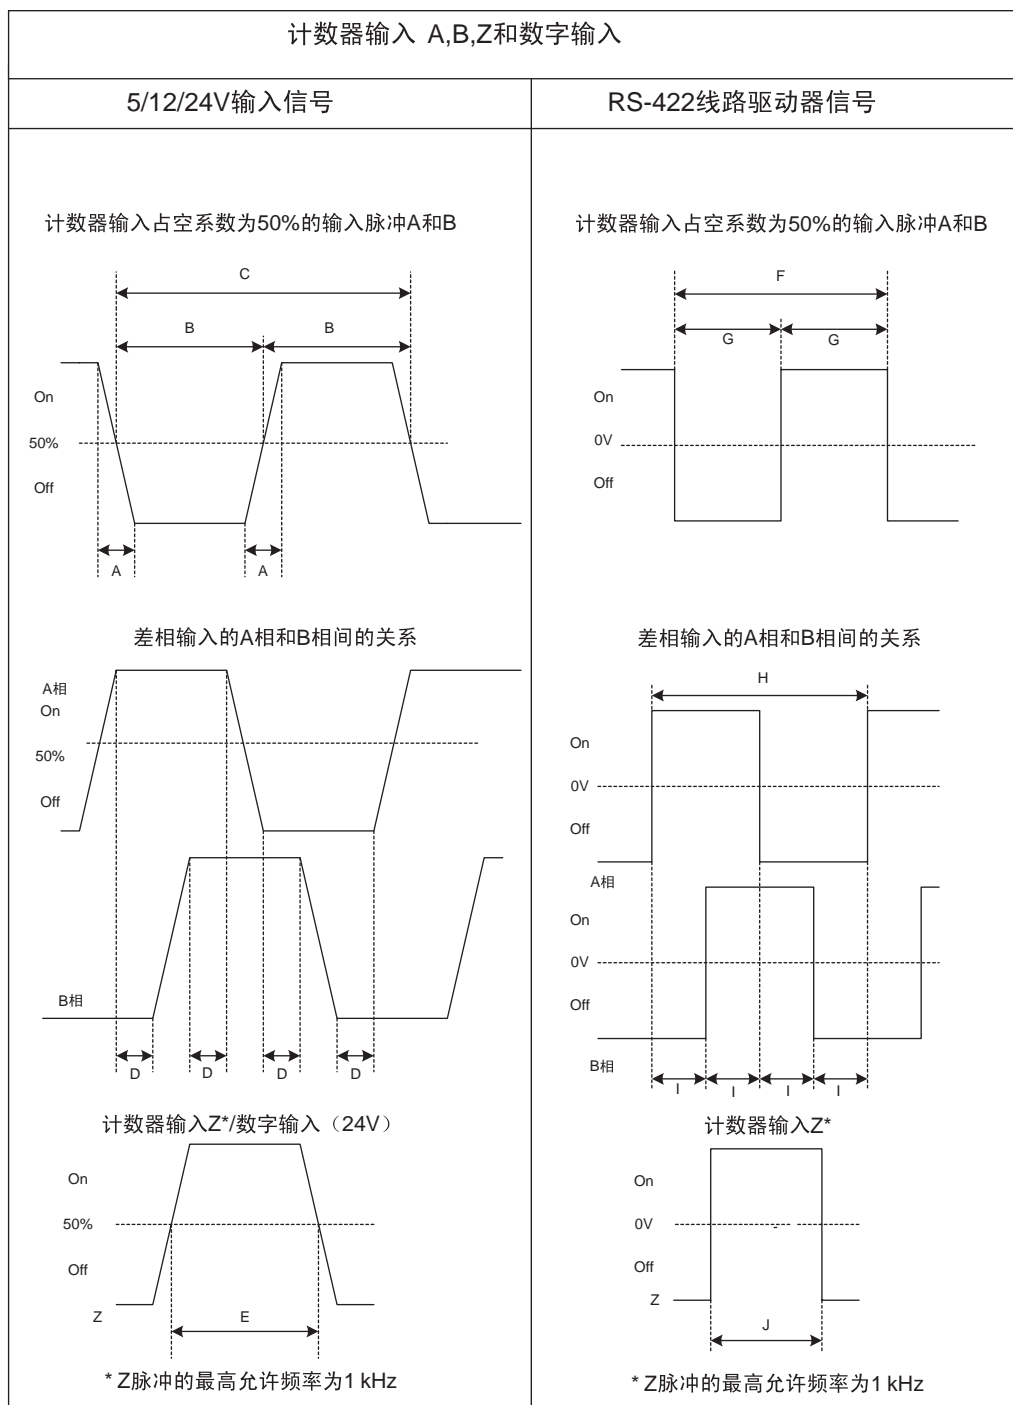 计数器输入 A,B,Z和数字输入
5/12/24V输入信号
RS-422线路驱动器信号
计数器输入占空系数为50%的输入脉冲A和B
C
B B
On
50%
Off
A A
差相输入的A相和B相间的关系
A相
On
50%
Off
B相
D D D D
计数器输入Z*/数字输入（24V）
On
50%
Off
Z
E
* Z脉冲的最高允许频率为1 kHz
计数器输入占空系数为50%的输入脉冲A和B
F
G G
On
0V
Off
差相输入的A相和B相间的关系
H
On
0V
Off
A相
On
0V
Off
B相
I I I I
计数器输入Z*
On
0V
Off
Z
J
* Z脉冲的最高允许频率为1 kHz